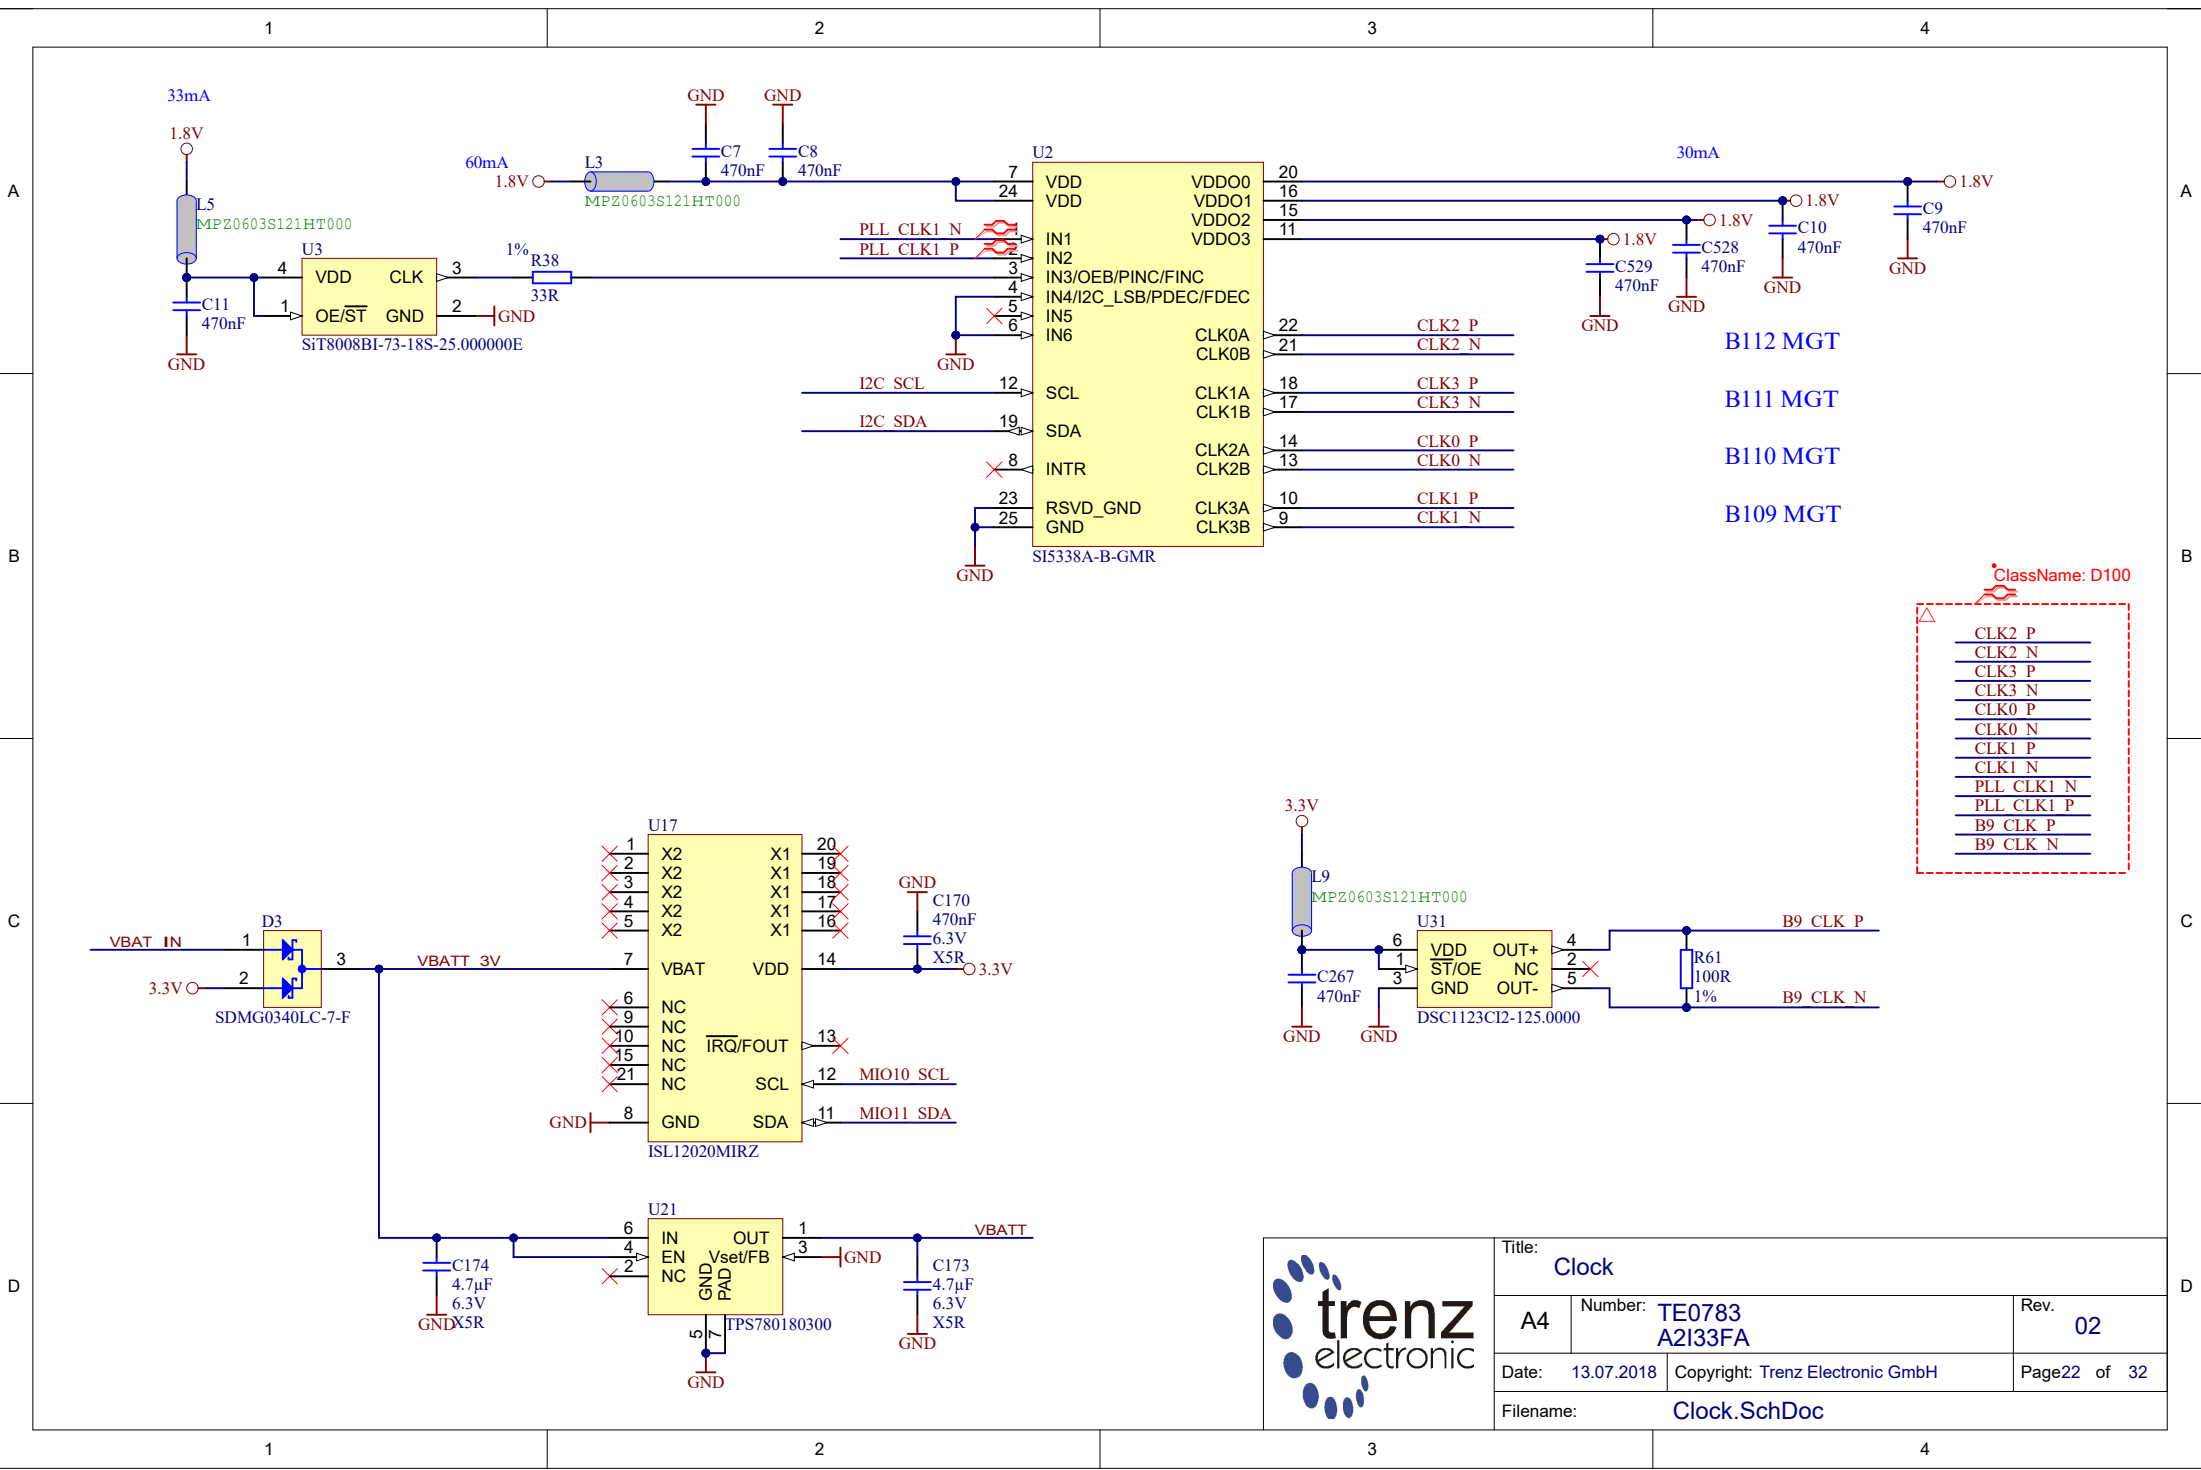 1 2 3 4
A A
B B
C C
D D
33mA
1.8V
L5
MPZ0603S121HT000
C11
470nF
GND
U3
4 VDD CLK 3
1 OE/ST GND 2 GND
SiT8008BI-73-18S-25.000000E
1%
R38
33R
60mA
1.8V
L3
MPZ0603S121HT000
GND GND
C7
470nF
C8
470nF
U2
7 VDD VDDO0 20
24 VDD VDDO1 16
VDDO2 15
PLL_CLK1_N 1 IN1 VDDO3 11
PLL_CLK1_P 2 IN2
3 IN3/OEB/PINC/FINC
4 IN4/I2C_LSB/PDEC/FDEC
5 IN5
6 IN6 CLK0A 22 CLK2_P
CLK0B 21 CLK2_N
GND
I2C_SCL 12 SCL CLK1A 18 CLK3_P
CLK1B 17 CLK3_N
I2C_SDA 19 SDA
CLK2A 14 CLK0_P
8 INTR CLK2B 13 CLK0_N
23 RSVD_GND CLK3A 10 CLK1_P
25 GND CLK3B 9 CLK1_N
SI5338A-B-GMR
GND
30mA
1.8V
C9
470nF
GND
1.8V
C10
470nF
GND
1.8V
C528
470nF
GND
1.8V
C529
470nF
GND
B112 MGT
B111 MGT
B110 MGT
B109 MGT
ClassName: D100
CLK2_P
CLK2_N
CLK3_P
CLK3_N
CLK0_P
CLK0_N
CLK1_P
CLK1_N
PLL_CLK1_N
PLL_CLK1_P
B9_CLK_P
B9_CLK_N
U17
1 X2 X1 20
2 X2 X1 19
3 X2 X1 18
4 X2 X1 17
5 X2 X1 16
7 VBAT VDD 14
6 NC
9 NC
10 NC IRQ/FOUT 13
15 NC
21 NC SCL 12 MIO10_SCL
GND 8 GND SDA 11 MIO11_SDA
ISL12020MIRZ
GND
C170
470nF
6.3V
X5R
3.3V
D3
VBAT_IN 1
3.3V 2
3 VBATT_3V
SDMG0340LC-7-F
U21
6 IN OUT 1 VBATT
4 EN Vset/FB 3 GND
2 NC
GND
PAD
5
7
TPS780180300
GND
C174
4.7µF
6.3V
X5R
GND
C173
4.7µF
6.3V
X5R
GND
3.3V
L9
MPZ0603S121HT000
C267
470nF
GND
U31
6 VDD OUT+ 4
1 ST/OE NC 2
3 GND OUT- 5
DSC1123CI2-125.0000
GND
B9_CLK_P
R61
100R
1%
B9_CLK_N
trenz
electronic
Title:
Clock
A4 Number: TE0783
A2I33FA
Rev.
02
Date: 13.07.2018 Copyright: Trenz Electronic GmbH Page22 of 32
Filename: Clock.SchDoc
1 2 3 4